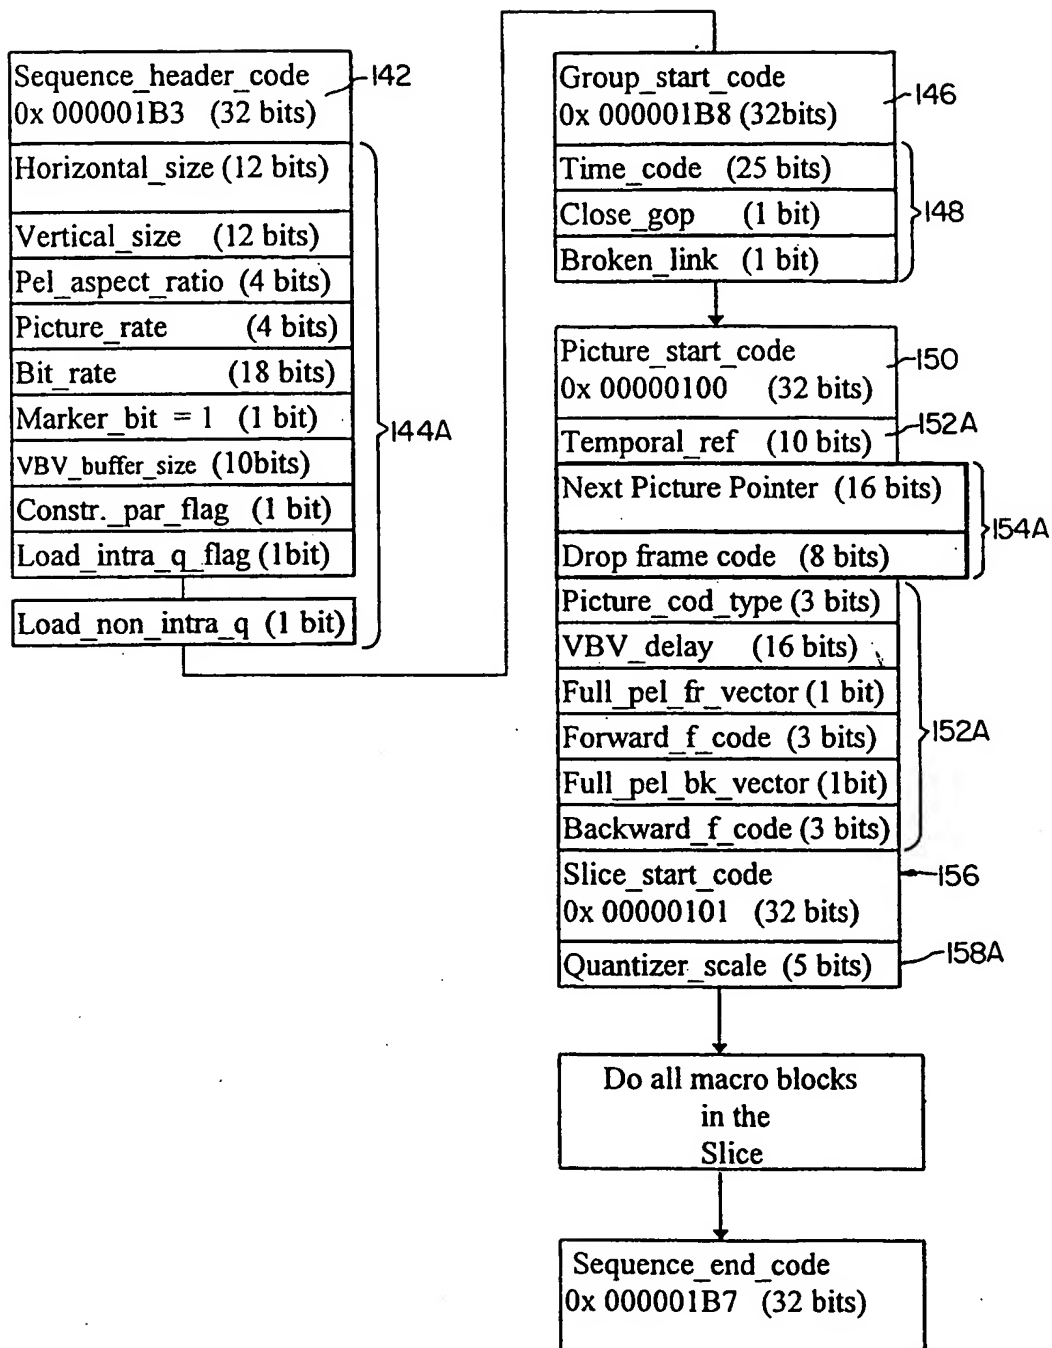 Sequence_header_code
0x 000001B3 (32 bits)
142
Horizontal_size (12 bits)
Vertical_size (12 bits)
Pel_aspect_ratio (4 bits)
Picture_rate (4 bits)
Bit_rate (18 bits)
Marker_bit = 1 (1 bit)
VBV_buffer_size (10bits)
Constr._par_flag (1 bit)
Load_intra_q_flag (1bit)
Load_non_intra_q (1 bit)
144A
Group_start_code
0x 000001B8 (32bits)
146
Time_code (25 bits)
Close_gop (1 bit)
Broken_link (1 bit)
148
Picture_start_code
0x 00000100 (32 bits)
150
Temporal_ref (10 bits)
152A
Next Picture Pointer (16 bits)
Drop frame code (8 bits)
154A
Picture_cod_type (3 bits)
VBV_delay (16 bits)
Full_pel_fr_vector (1 bit)
Forward_f_code (3 bits)
Full_pel_bk_vector (1bit)
Backward_f_code (3 bits)
152A
Slice_start_code
0x 00000101 (32 bits)
156
Quantizer_scale (5 bits)
158A
Do all macro blocks
in the
Slice
Sequence_end_code
0x 000001B7 (32 bits)